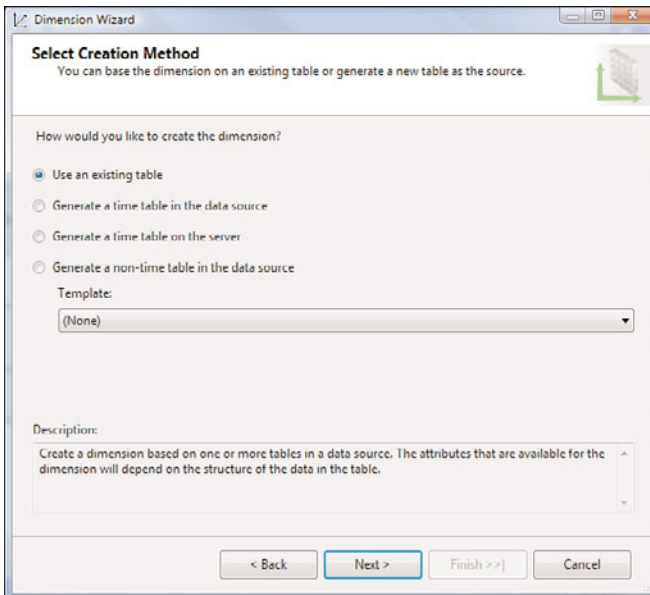 Dimension Wizard
Select Creation Method
You can base the dimension on an existing table or generate a new table as the source.
How would you like to create the dimension?
Use an existing table
Generate a time table in the data source
Generate a time table on the server
Generate a non-time table in the data source
Template:
(None)
Description:
Create a dimension based on one or more tables in a data source. The attributes that are available for the
dimension will depend on the structure of the data in the table.
< Back Next > Finish >>| Cancel